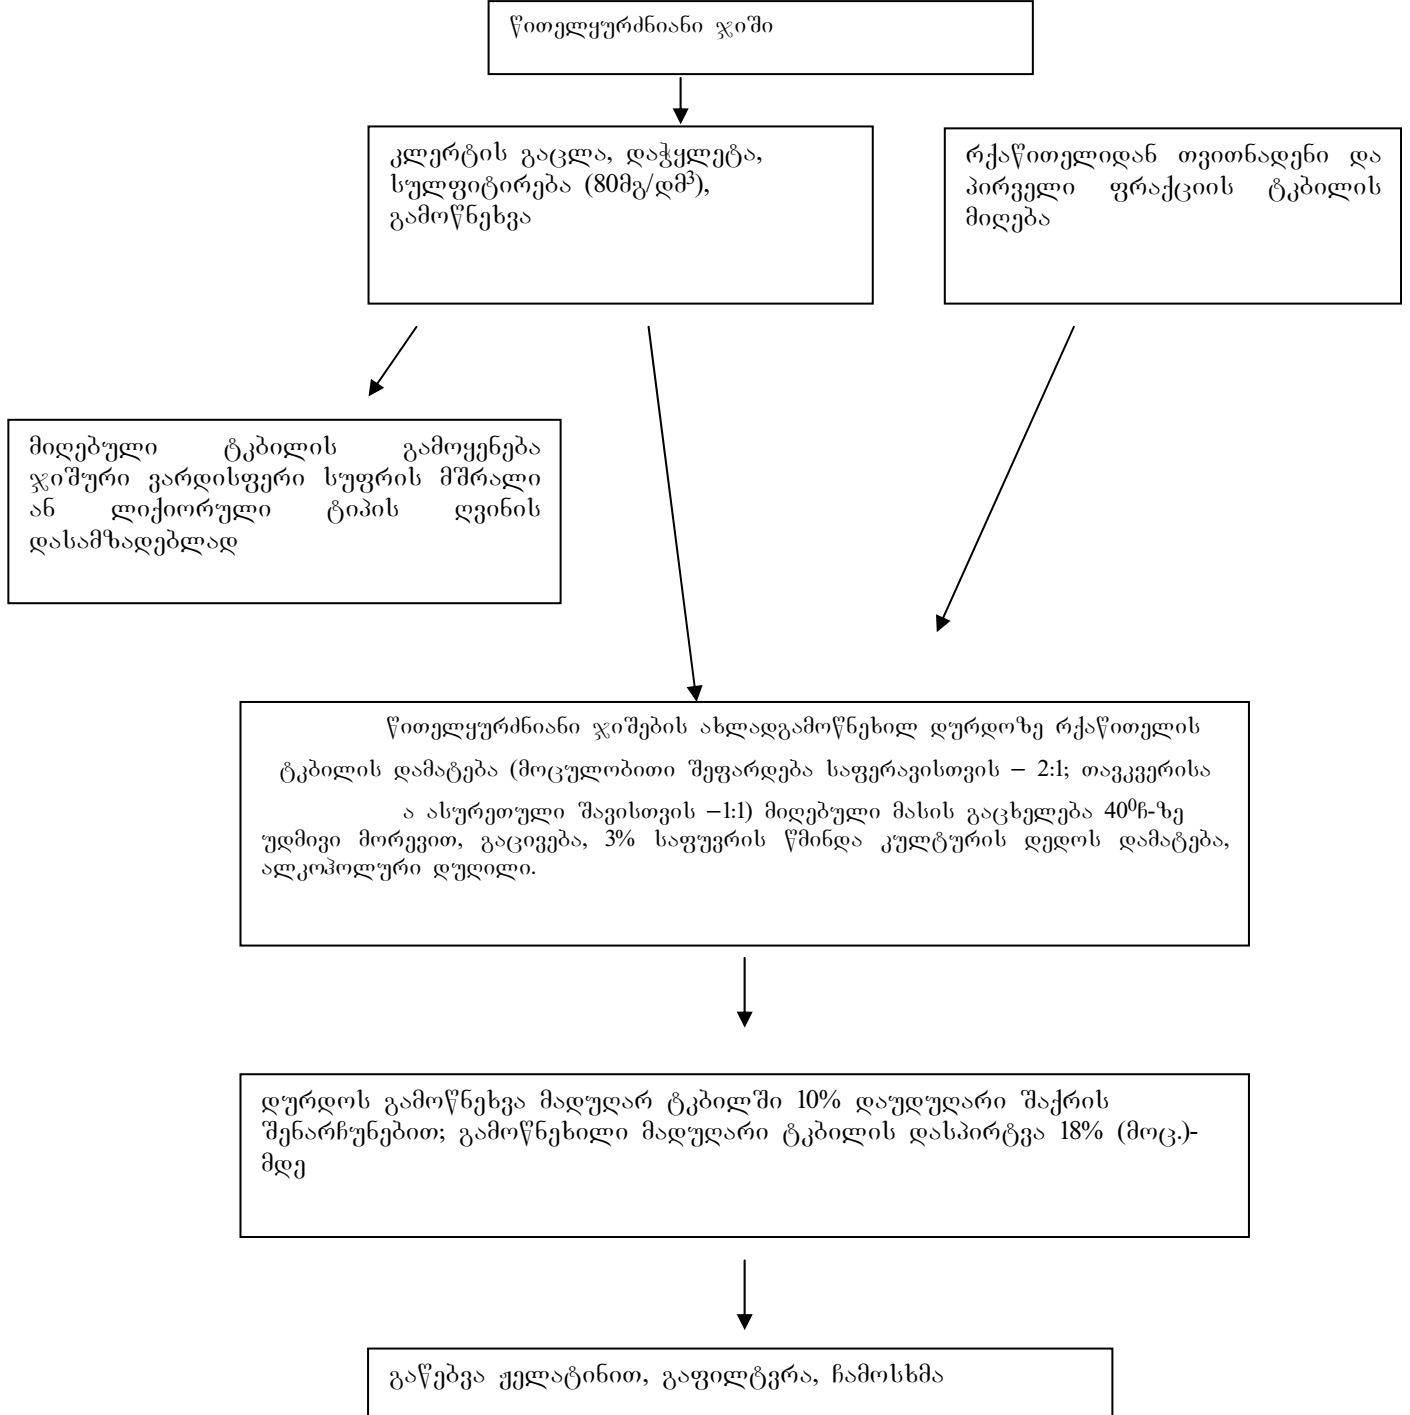 წითელყურძნიანი ჯიში
კლერტის გაცლა, დაჭყლეტა,
სულფიტირება (80მგ/დმ³),
გამოწნეხვა
რქაწითელიდან თვითნადენი და
პირველი ფრაქციის ტკბილის
მიღება
მიღებული ტკბილის გამოყენება
ჯიშური ვარდისფერი სუფრის მშრალი
ან ლიქიორული ტიპის ღვინის
დასამზადებლად
წითელყურძნიანი ჯიშების ახლადგამოწნეხილ დურდოზე რქაწითელის
ტკბილის დამატება (მოცულობითი შეფარდება საფერავისთვის – 2:1; თავკვერისა
ა ასურეთული შავისთვის –1:1) მიღებული მასის გაცხელება 40⁰ჩ-ზე
უდმივი მორევით, გაცივება, 3% საფუვრის წმინდა კულტურის დედოს დამატება,
ალკოჰოლური დუღილი.
დურდოს გამოწნეხვა მადუღარ ტკბილში 10% დაუდუღარი შაქრის
შენარჩუნებით; გამოწნეხილი მადუღარი ტკბილის დასპირტვა 18% (მოც.)-
მდე
გაწებვა ჟელატინით, გაფილტვრა, ჩამოსხმა